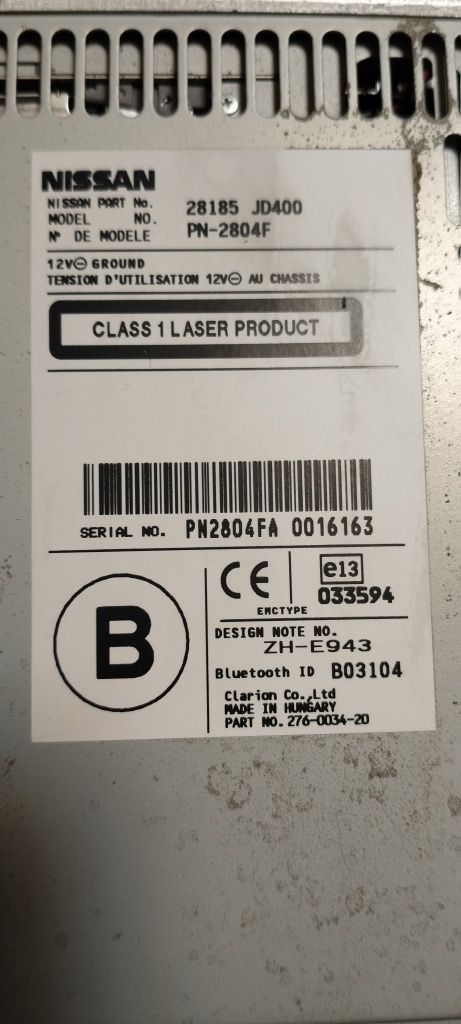 NISSAN
NISSAN PART No. 28185 JD400
MODEL NO. PN-2804F
N° DE MODELE
12V⊖ GROUND
TENSION D'UTILISATION 12V⊖ AU CHASSIS
CLASS 1 LASER PRODUCT
SERIAL NO. PN2804FA 0016163
B
CE
e13
033594
EMCTYPE
DESIGN NOTE NO.
ZH-E943
Bluetooth ID B03104
Clarion Co.,Ltd
MADE IN HUNGARY
PART NO. 276-0034-20